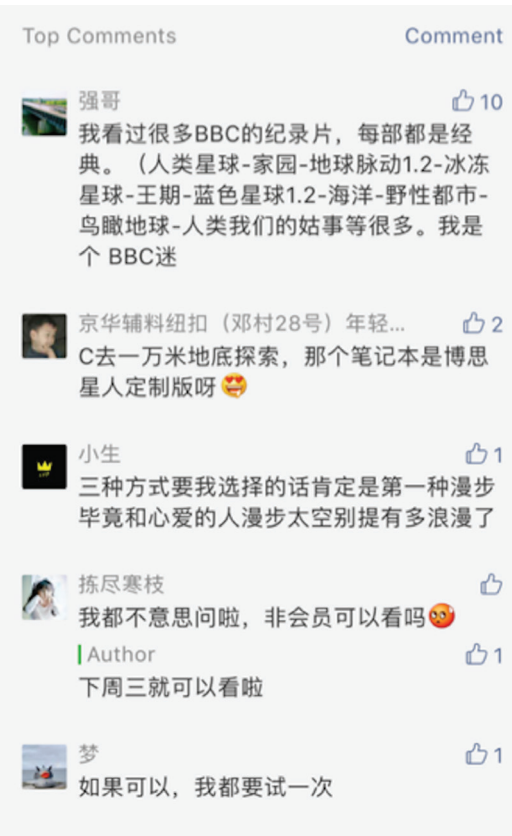 Top Comments
Comment
强哥
10
我看过很多BBC的纪录片，每部都是经
典。（人类星球-家园-地球脉动1.2-冰冻
星球-王期-蓝色星球1.2-海洋-野性都市-
鸟瞰地球-人类我们的姑事等很多。我是
个 BBC迷
京华辅料纽扣（邓村28号）年轻...
2
C去一万米地底探索，那个笔记本是博思
星人定制版呀
小生
1
三种方式要我选择的话肯定是第一种漫步
毕竟和心爱的人漫步太空别提有多浪漫了
拣尽寒枝
我都不意思问啦，非会员可以看吗
Author
1
下周三就可以看啦
梦
1
如果可以，我都要试一次